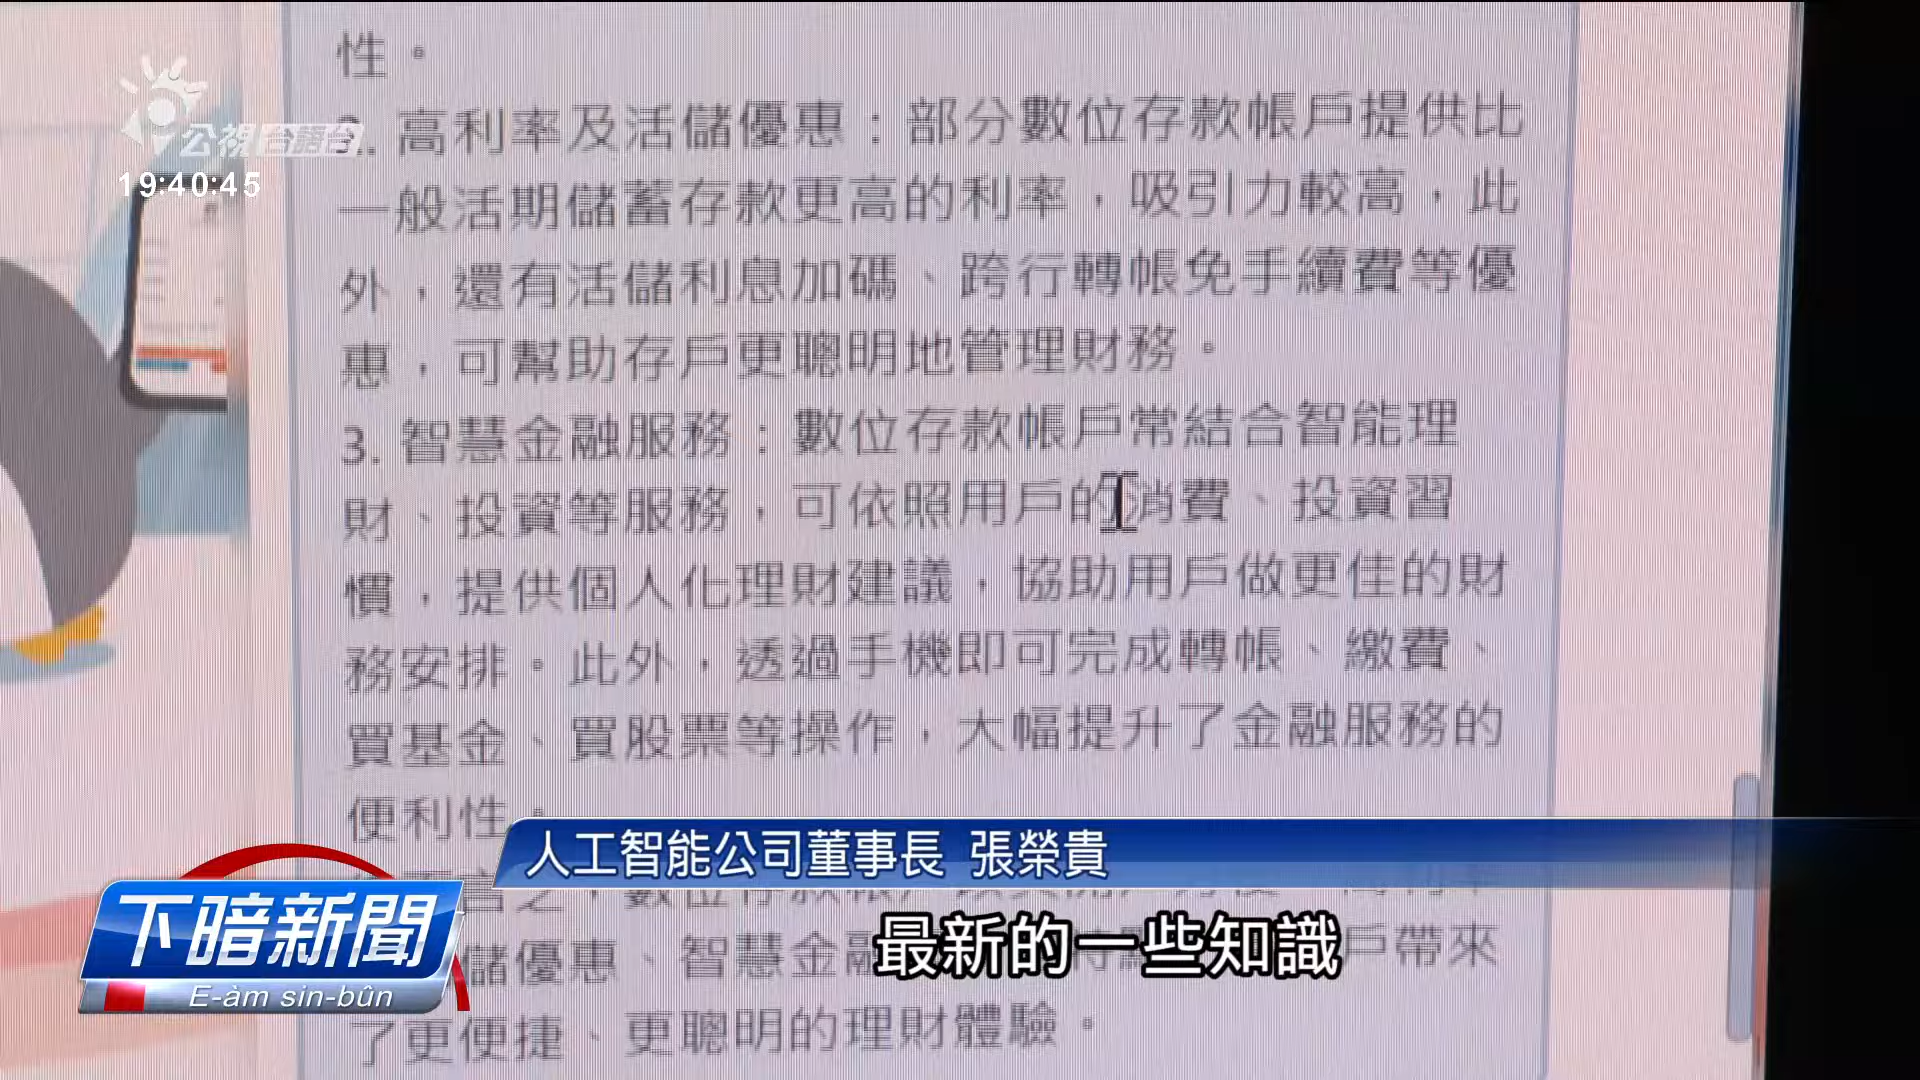 性。
公視台語台
19:40:45
2. 高利率及活儲優惠：部分數位存款帳戶提供比
一般活期儲蓄存款更高的利率，吸引力較高，此
外，還有活儲利息加碼、跨行轉帳免手續費等優
惠，可幫助存戶更聰明地管理財務。
3. 智慧金融服務：數位存款帳戶常結合智能理
財、投資等服務，可依照用戶的消費、投資習
慣，提供個人化理財建議，協助用戶做更佳的財
務安排。此外，透過手機即可完成轉帳、繳費、
買基金、買股票等操作，大幅提升了金融服務的
便利性。
人工智能公司董事長 張榮貴
言之，數位存款帳戶
儲優惠、智慧金
戶帶來
最新的一些知識
下暗新聞
E-àm sin-bûn
了更便捷、更聰明的理財體驗。